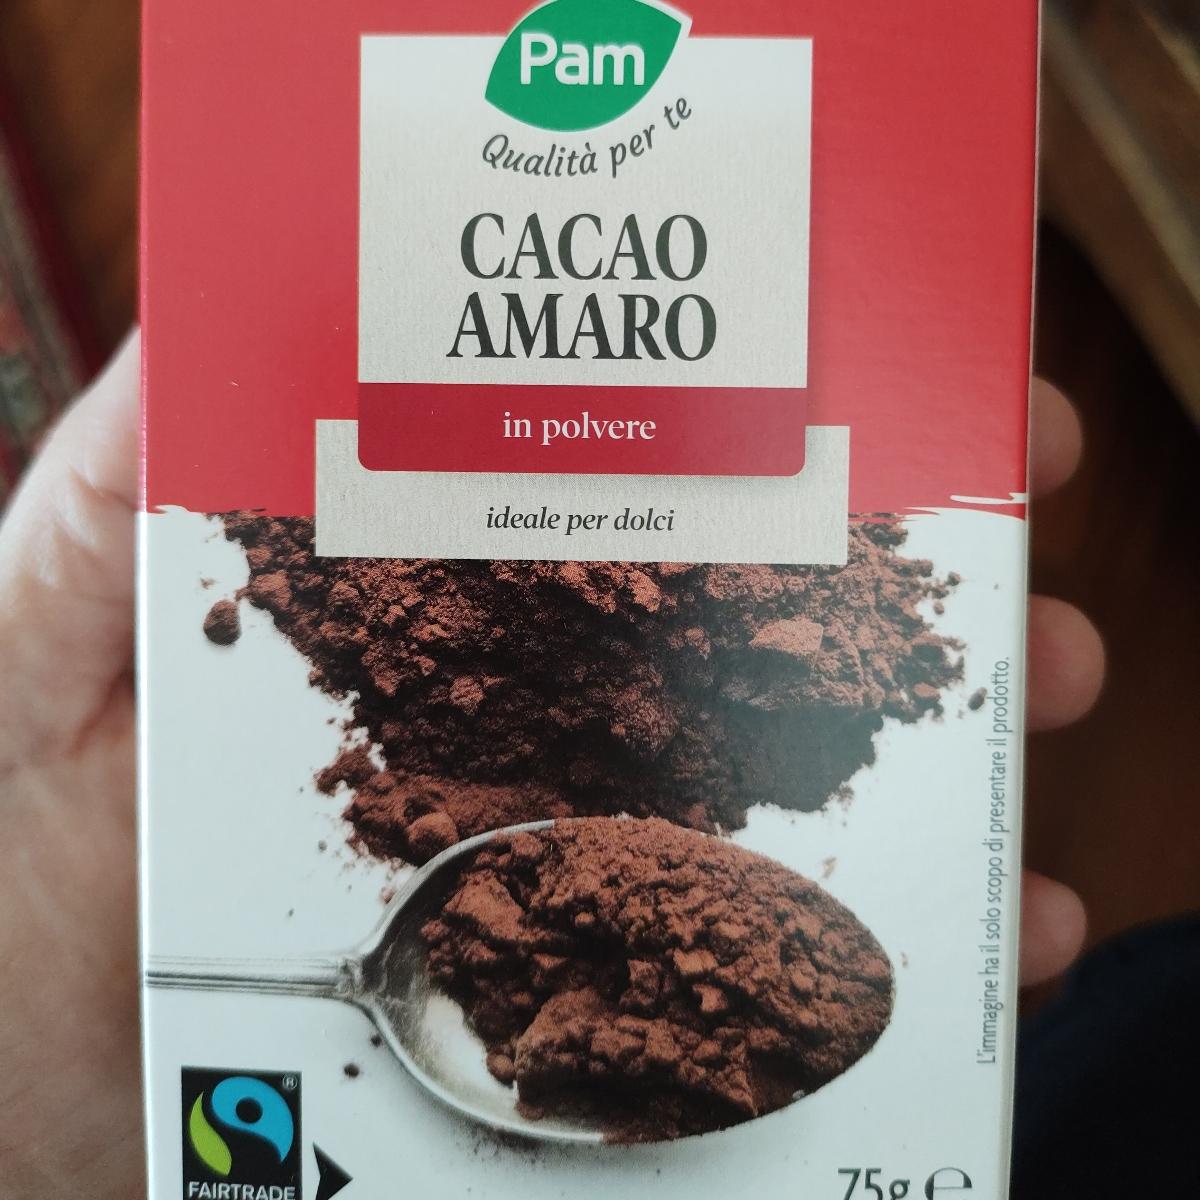 Pam
Qualità per te
CACAO
AMARO
in polvere
ideale per dolci
L'immagine ha il solo scopo di presentare il prodotto.
®
FAIRTRADE
75g ℮